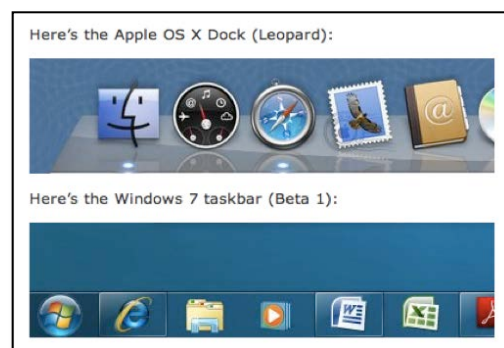 Here's the Apple OS X Dock (Leopard):
@
@
Here's the Windows 7 taskbar (Beta 1):